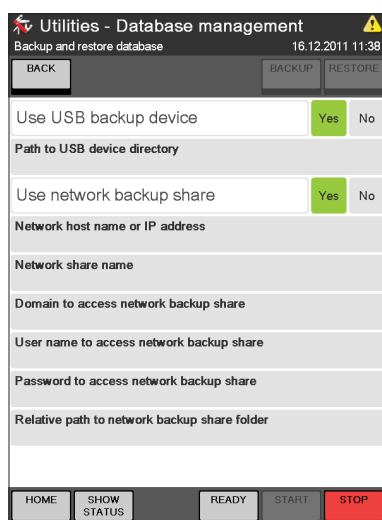 Utilities - Database management
Backup and restore database 16.12.2011 11:38
BACK BACKUP RESTORE
Use USB backup device Yes No
Path to USB device directory
Use network backup share Yes No
Network host name or IP address
Network share name
Domain to access network backup share
User name to access network backup share
Password to access network backup share
Relative path to network backup share folder
HOME SHOW STATUS READY START STOP